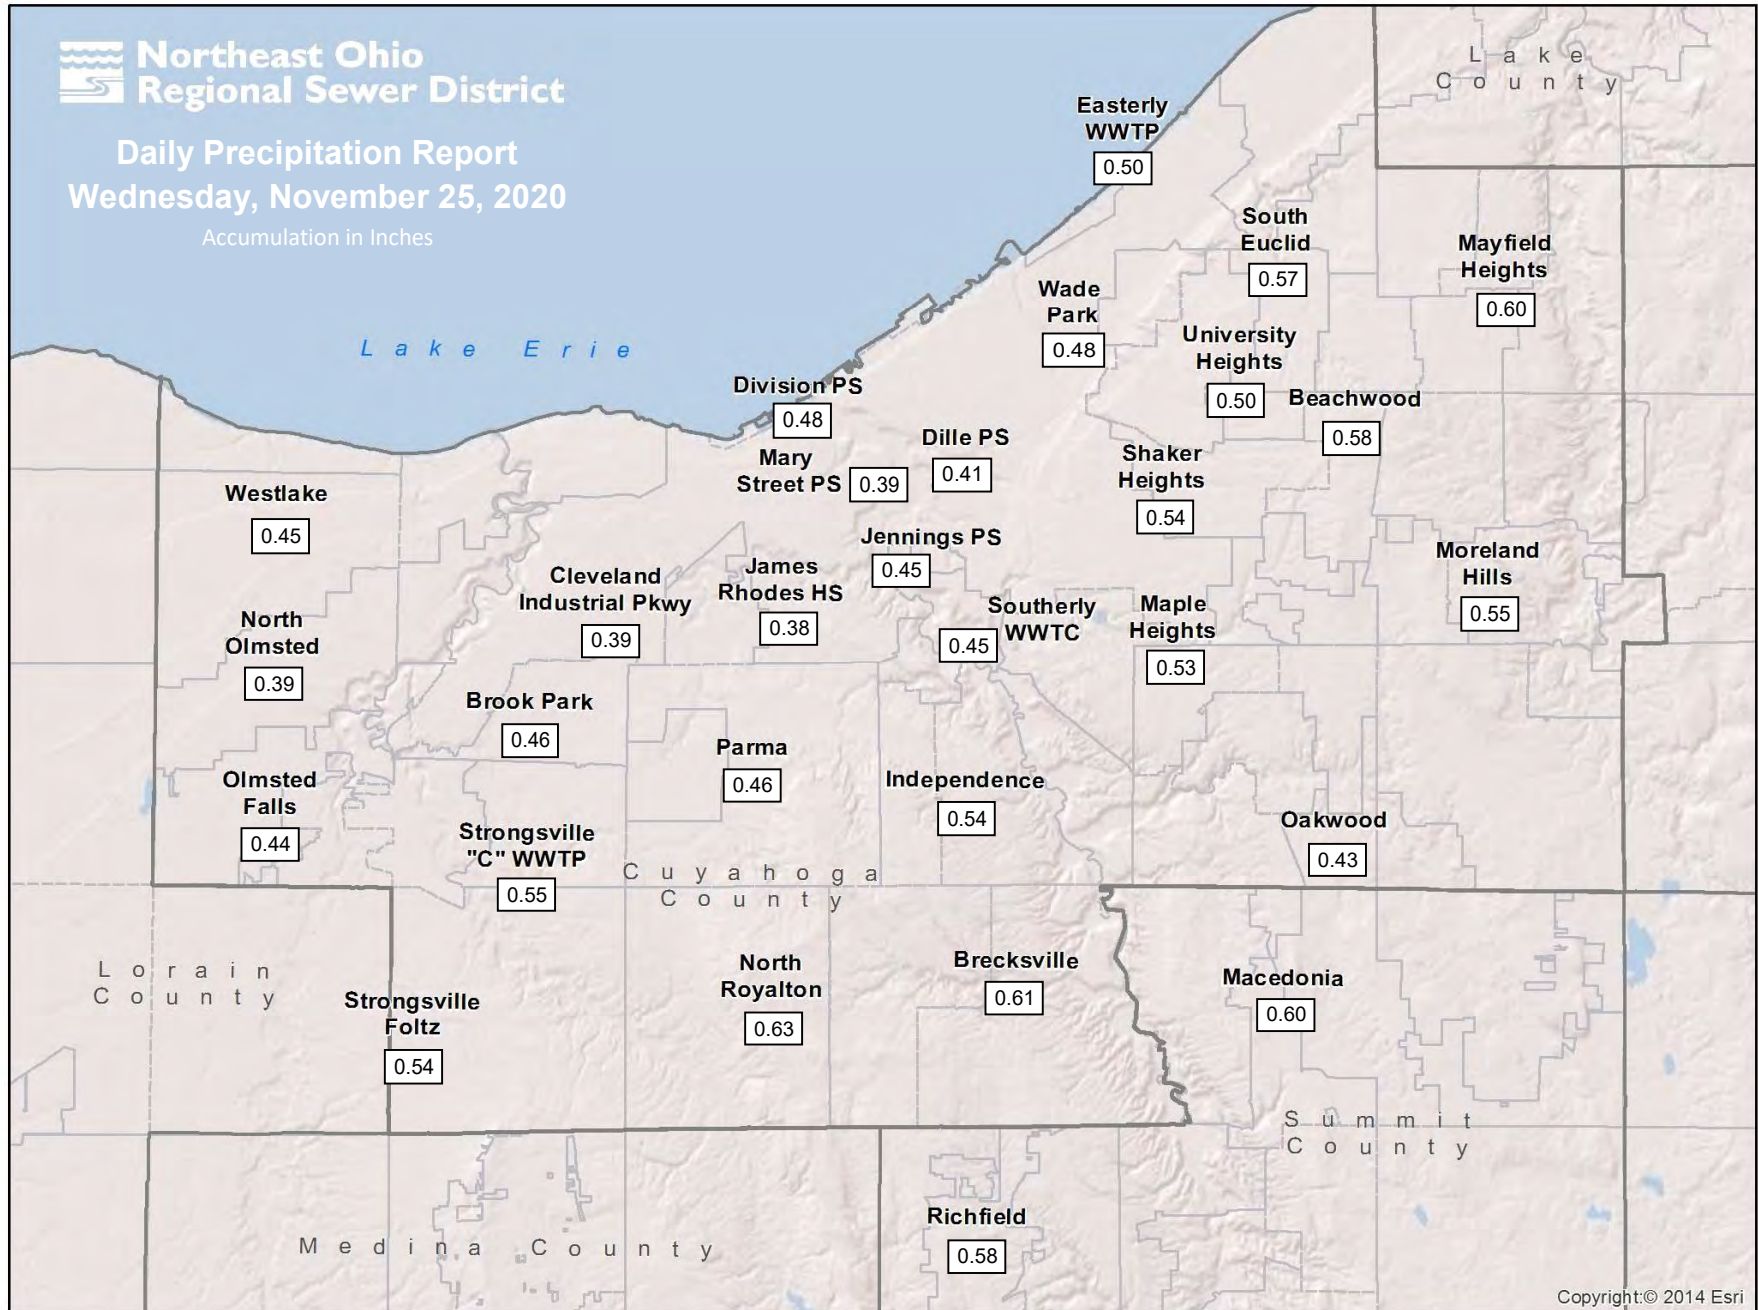 Northeast Ohio
Regional Sewer District
Daily Precipitation Report
Wednesday, November 25, 2020
Accumulation in Inches
Lake
County
Easterly
WWTP
0.50
South
Euclid
0.57
Mayfield
Heights
0.60
Wade
Park
0.48
University
Heights
0.50
Beachwood
0.58
Lake Erie
Division PS
0.48
Mary
Street PS
0.39
Dille PS
0.41
Shaker
Heights
0.54
Westlake
0.45
Jennings PS
0.45
Moreland
Hills
0.55
Cleveland
Industrial Pkwy
0.39
James
Rhodes HS
0.38
Southerly
WWTC
0.45
Maple
Heights
0.53
North
Olmsted
0.39
Brook Park
0.46
Parma
0.46
Independence
0.54
Olmsted
Falls
0.44
Strongsville
"C" WWTP
0.55
Oakwood
0.43
Cuyahoga
County
Lorain
County
Strongsville
Foltz
0.54
North
Royalton
0.63
Brecksville
0.61
Macedonia
0.60
Summit
County
Medina County
Richfield
0.58
Copyright:© 2014 Esri